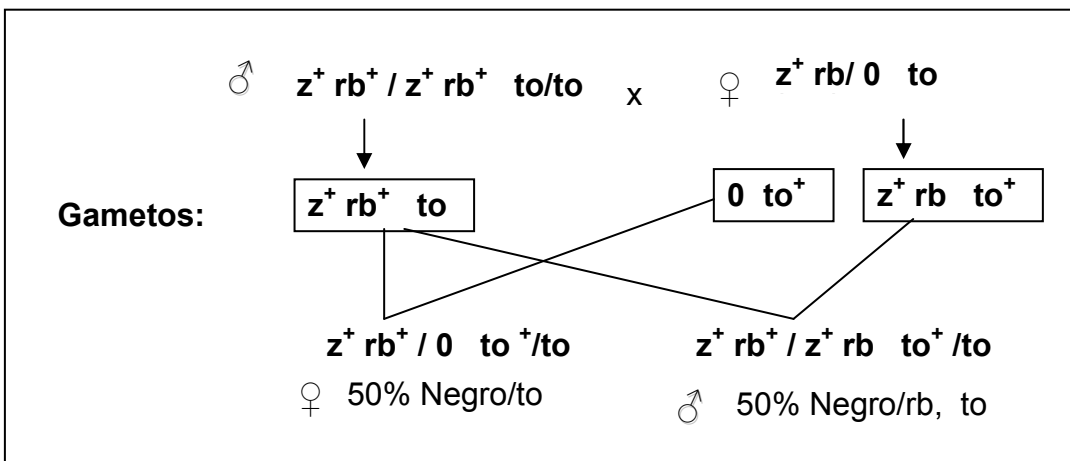 ♂ z⁺ rb⁺ / z⁺ rb⁺ to/to x ♀ z⁺ rb/ 0 to
Gametos: z⁺ rb⁺ to 0 to⁺ z⁺ rb to⁺
z⁺ rb⁺ / 0 to ⁺/to z⁺ rb⁺ / z⁺ rb to⁺ /to
♀ 50% Negro/to ♂ 50% Negro/rb, to